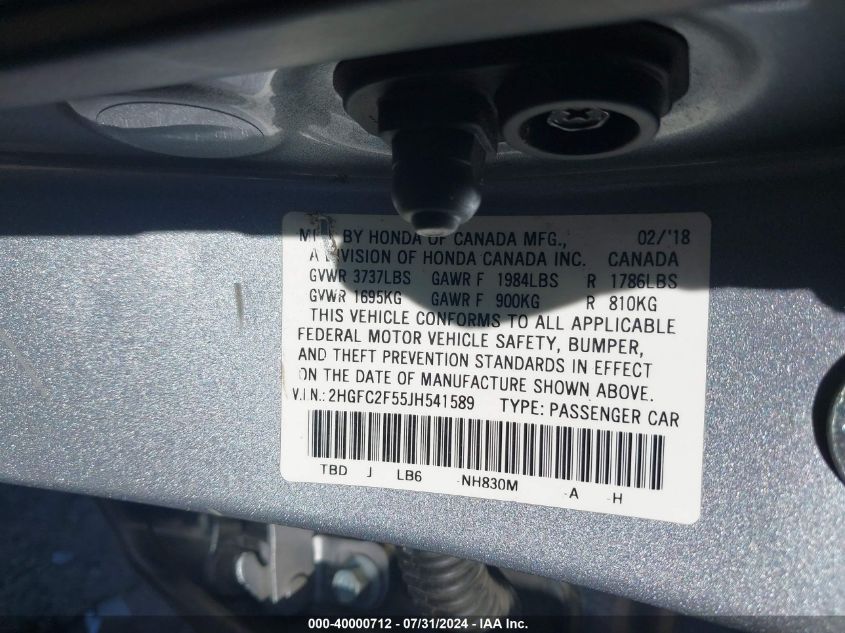 BY HONDA OF CANADA MFG., 02/'18
A DIVISION OF HONDA CANADA INC. CANADA
GVWR 3737LBS GAWR F 1984LBS R 1786LBS
GVWR 1695KG GAWR F 900KG R 810KG
THIS VEHICLE CONFORMS TO ALL APPLICABLE
FEDERAL MOTOR VEHICLE SAFETY, BUMPER,
AND THEFT PREVENTION STANDARDS IN EFFECT
ON THE DATE OF MANUFACTURE SHOWN ABOVE.
V.I.N.: 2HGFC2F55JH541589 TYPE: PASSENGER CAR
TBD J LB6 -NH830M -A -H
000-40000712 - 07/31/2024 - IAA Inc.